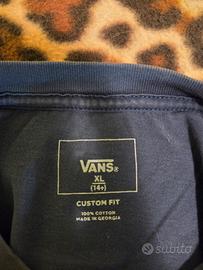 VANS®
XL
(14+)
CUSTOM FIT
100% COTTON
MADE IN GEORGIA
subito